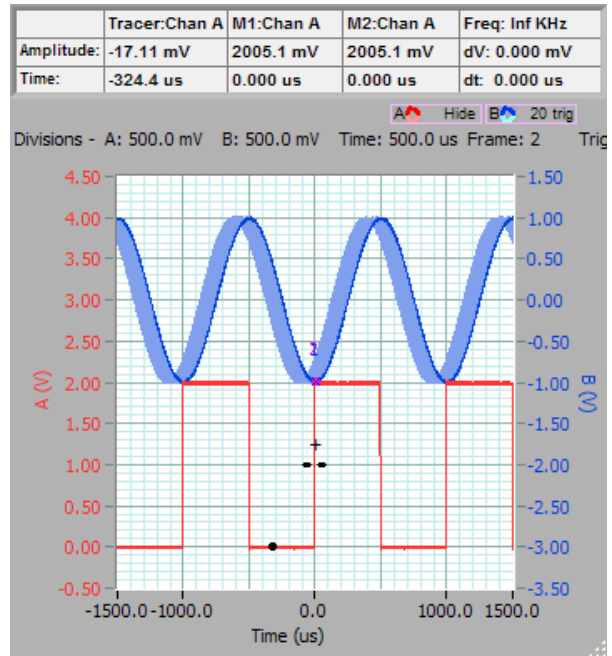 Tracer:Chan A M1:Chan A M2:Chan A Freq: Inf KHz
Amplitude: -17.11 mV 2005.1 mV 2005.1 mV dV: 0.000 mV
Time: -324.4 us 0.000 us 0.000 us dt: 0.000 us
A Hide B 20 trig
Divisions - A: 500.0 mV B: 500.0 mV Time: 500.0 us Frame: 2 Trig
4.50 1.50
4.00 1.00
3.50 0.50
3.00 0.00
2.50 -0.50
2.00 -1.00
1.50 -1.50
1.00 -2.00
0.50 -2.50
0.00 -3.00
-0.50 -3.50
A (V)
B (V)
-1500.0 -1000.0 0.0 1000.0 1500.0
Time (us)